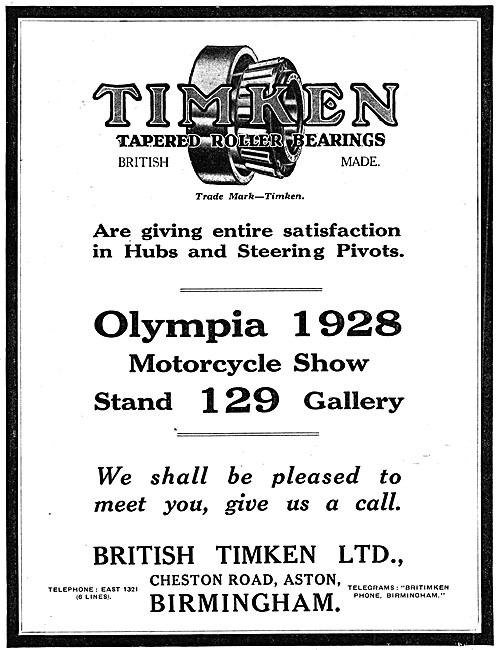 TIMKEN
TAPERED ROLLER BEARINGS
BRITISH MADE.
Trade Mark—Timken.
Are giving entire satisfaction
in Hubs and Steering Pivots.
Olympia 1928
Motorcycle Show
Stand 129 Gallery
We shall be pleased to
meet you, give us a call.
BRITISH TIMKEN LTD.,
CHESTON ROAD, ASTON,
BIRMINGHAM.
TELEPHONE: EAST 1321
(6 LINES).
TELEGRAMS: "BRITIMKEN
PHONE, BIRMINGHAM."